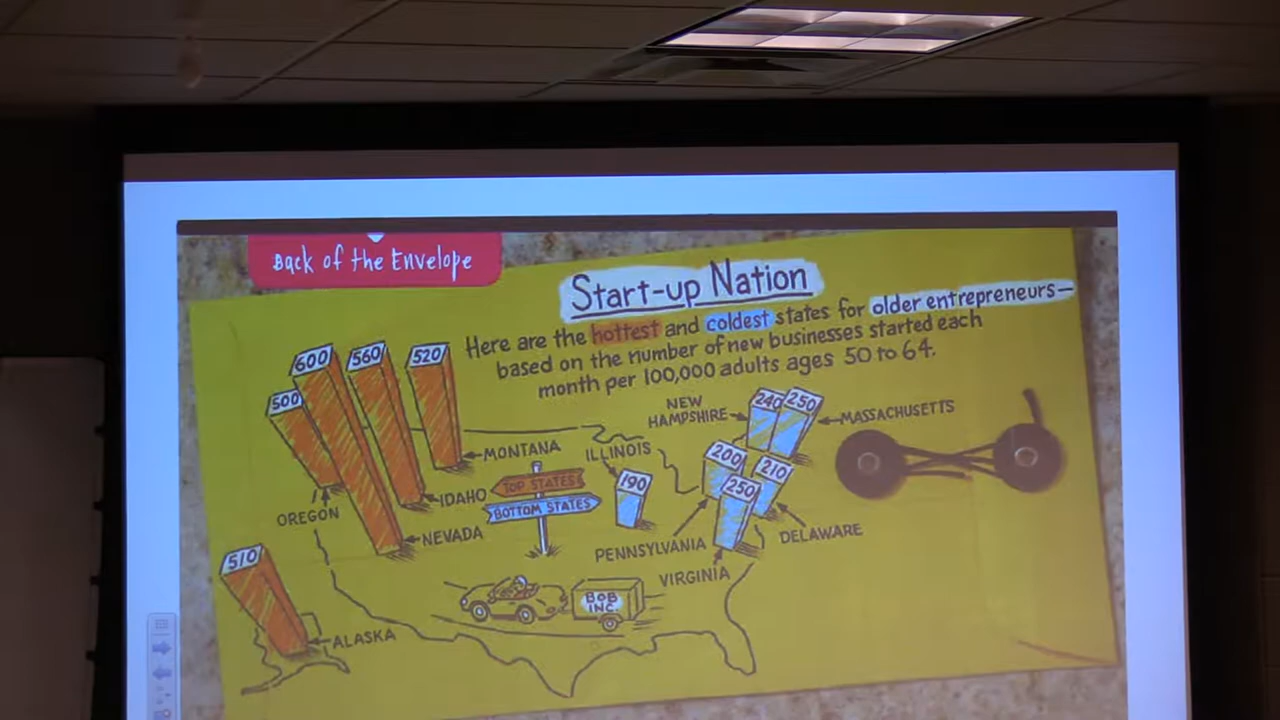 Back of the Envelope
Start-up Nation
Here are the hottest and coldest states for older entrepreneurs—
based on the number of new businesses started each
month per 100,000 adults ages 50 to 64.
600
560
520
500
510
OREGON
MONTANA
IDAHO
NEVADA
ALASKA
TOP STATES
BOTTOM STATES
BOB
INC.
ILLINOIS
190
NEW
HAMPSHIRE
240
250
MASSACHUSETTS
200
210
250
PENNSYLVANIA
DELAWARE
VIRGINIA